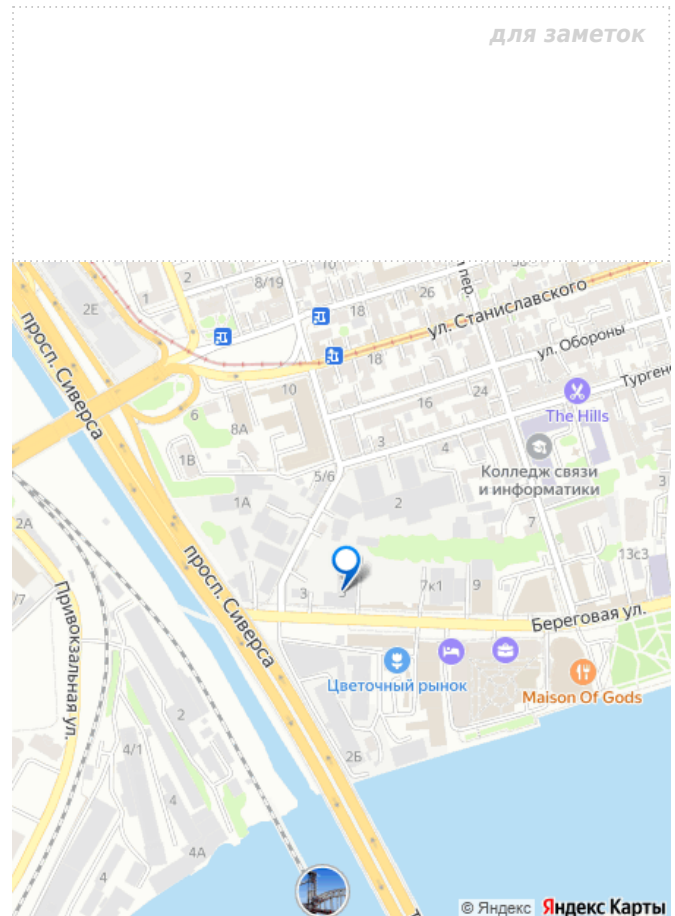 для заметок
2
8/19
10
26
2Е
1
18
ул. Станиславского
просп. Сиверса
18
ул. Обороны
10
16
24
6
8А
The Hills
3
4
1В
Колледж связи
и информатики
5/6
1А
2
3
7
2А
13с3
просп. Сиверса
3
7к1
9
/7
Привокзальная ул.
Береговая ул.
Цветочный рынок
Maison Of Gods
2
4/1
2Б
4
4А
4
© Яндекс Яндекс Карты